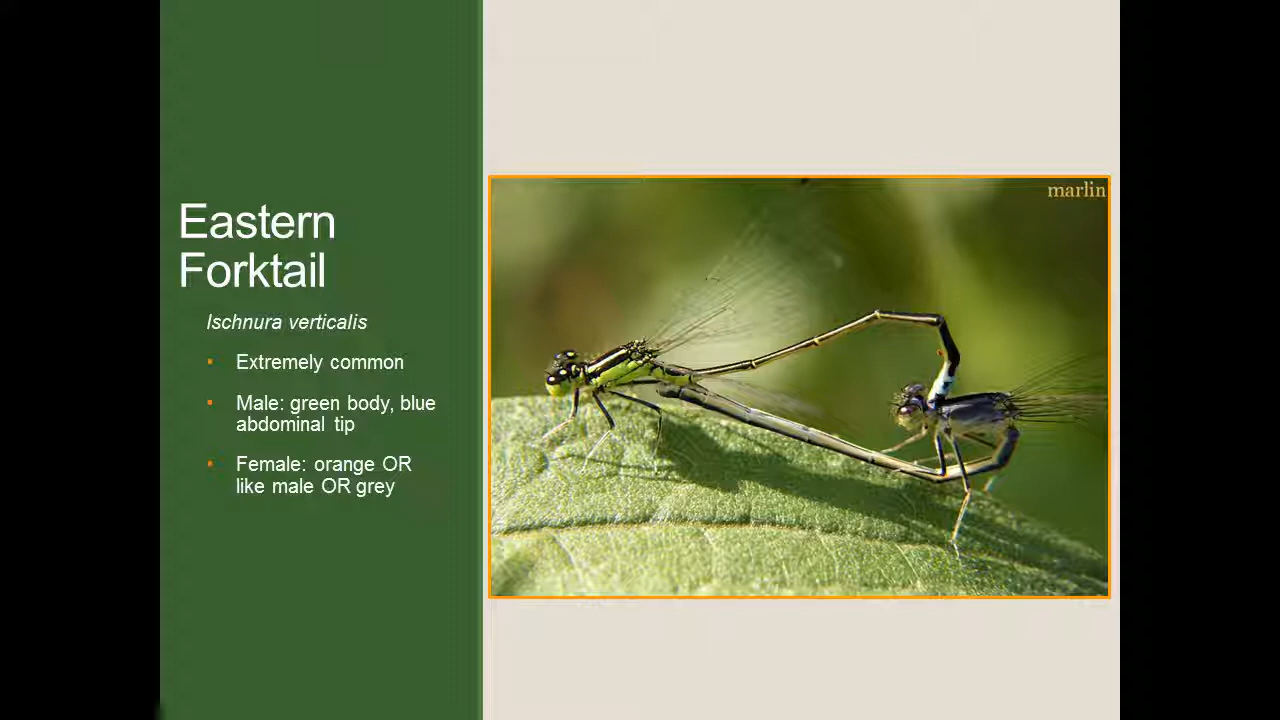 Eastern
Forktail
Ischnura verticalis
▪ Extremely common
▪ Male: green body, blue
abdominal tip
▪ Female: orange OR
like male OR grey
marlin